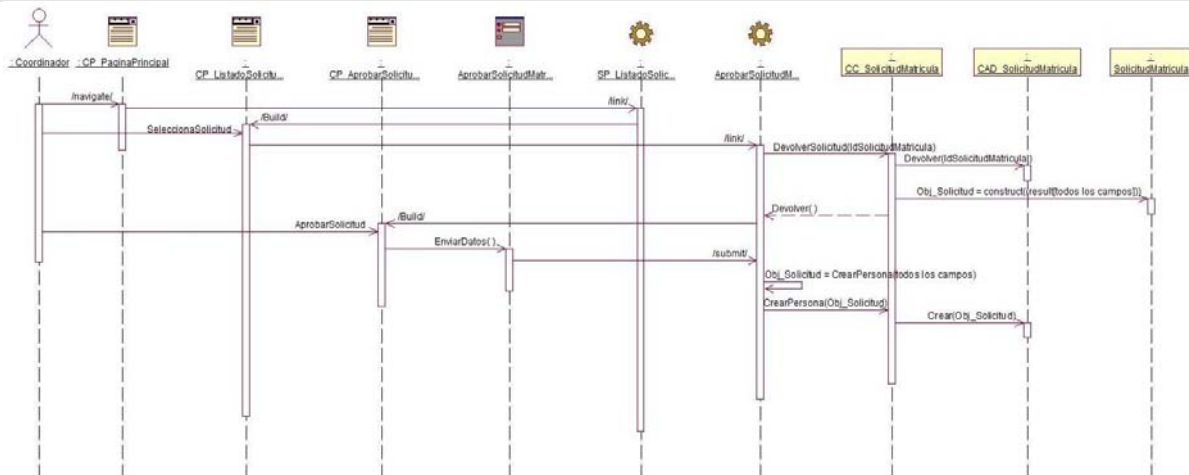 : Coordinador
: CP_PaginaPrincipal
:
CP_ListadoSolicitu...
:
CP_AprobarSolicitu...
:
AprobarSolicitudMatr...
:
SP_ListadoSolic...
:
AprobarSolicitudM...
:
CC_SolicitudMatricula
:
CAD_SolicitudMatricula
:
SolicitudMatricula
/navigate/
/link/
/Build/
SeleccionaSolicitud
/link/
DevolverSolicitud(IdSolicitudMatricula)
Devolver(IdSolicitudMatricula)
Obj_Solicitud = construct((result[todos los campos]))
Devolver( )
/Build/
AprobarSolicitud
EnviarDatos( )
/submit/
Obj_Solicitud = CrearPersona(todos los campos)
CrearPersona(Obj_Solicitud)
Crear(Obj_Solicitud)